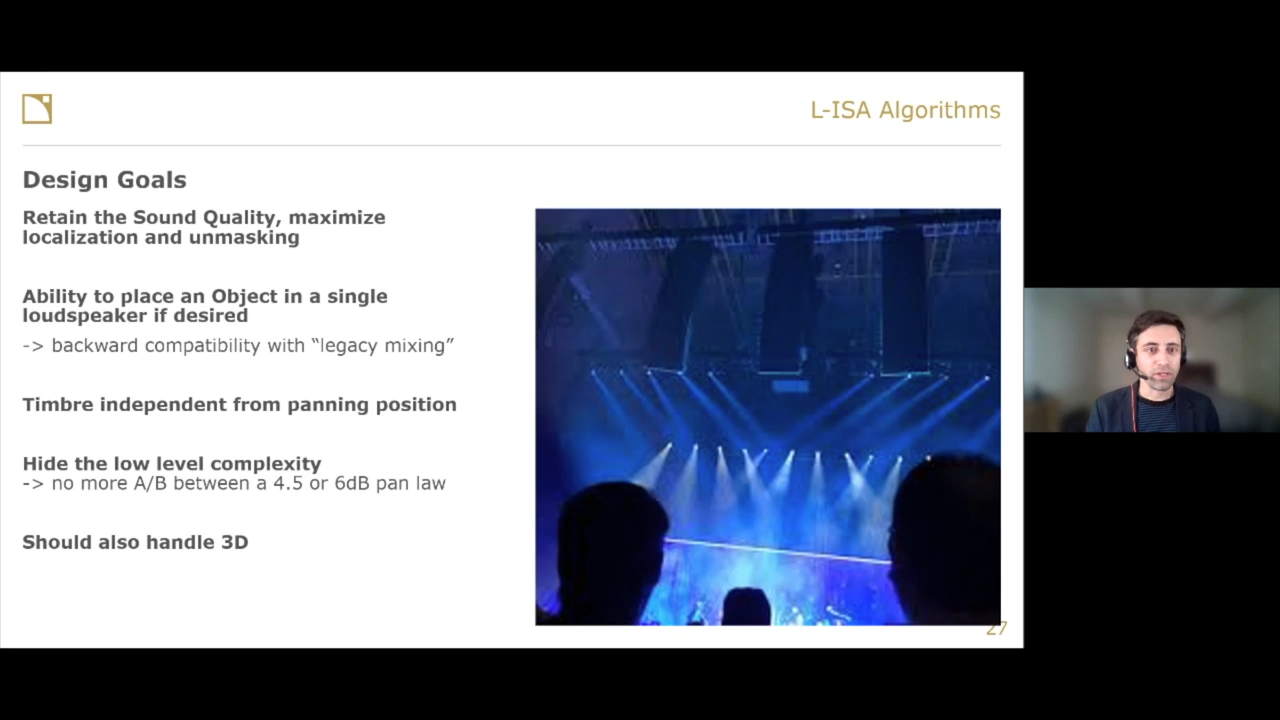 L-ISA Algorithms
Design Goals
Retain the Sound Quality, maximize
localization and unmasking
Ability to place an Object in a single
loudspeaker if desired
-> backward compatibility with “legacy mixing”
Timbre independent from panning position
Hide the low level complexity
-> no more A/B between a 4.5 or 6dB pan law
Should also handle 3D
27